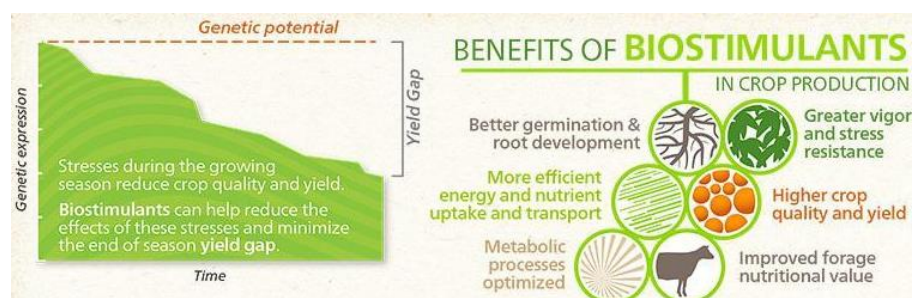 Genetic potential
Genetic expression
Yield Gap
Stresses during the growing
season reduce crop quality and yield.
Biostimulants can help reduce the
effects of these stresses and minimize
the end of season yield gap.
Time
BENEFITS OF BIOSTIMULANTS
IN CROP PRODUCTION
Better germination &
root development
Greater vigor
and stress
resistance
More efficient
energy and nutrient
uptake and transport
Higher crop
quality and yield
Metabolic
processes
optimized
Improved forage
nutritional value